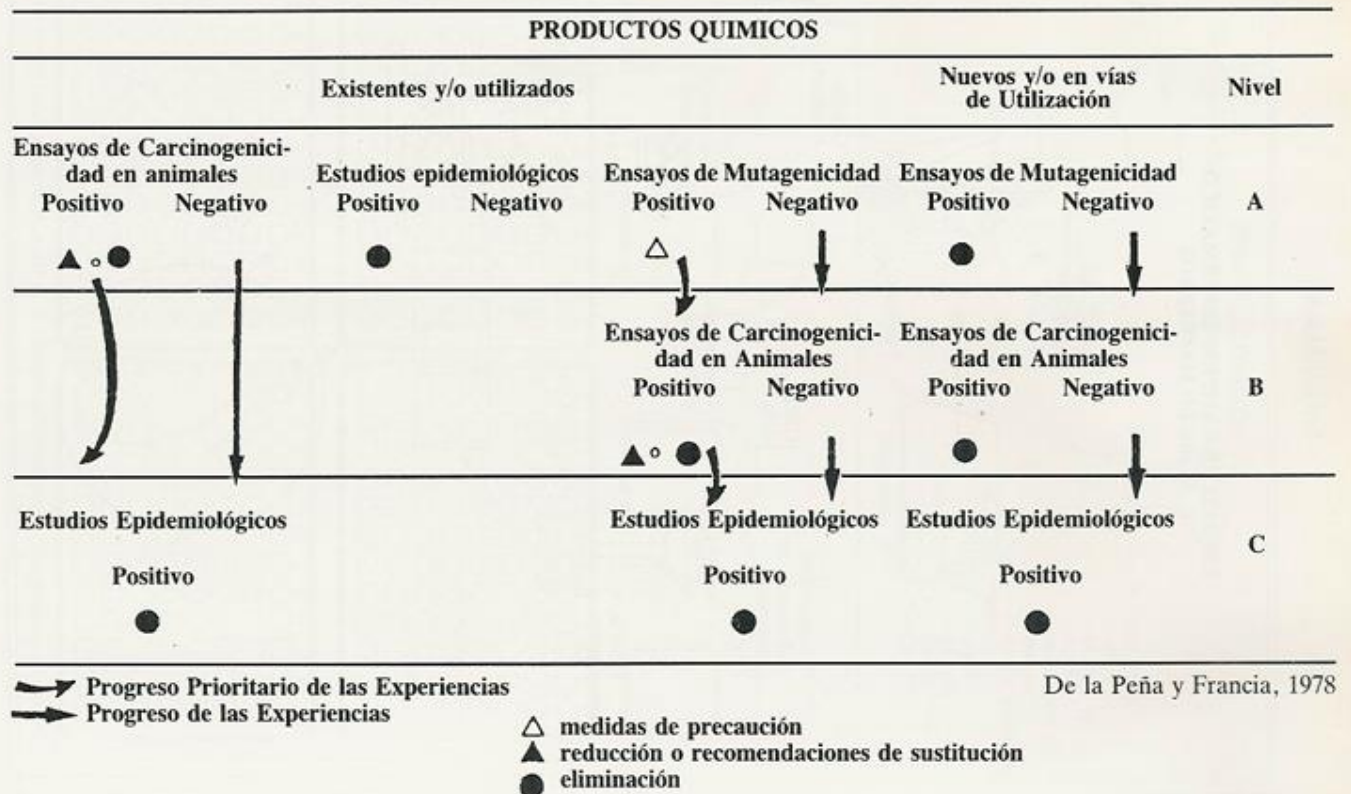 PRODUCTOS QUIMICOS
Existentes y/o utilizados
Nuevos y/o en vías
de Utilización
Nivel
Ensayos de Carcinogenici-
dad en animales
Positivo Negativo
Estudios epidemiológicos
Positivo Negativo
Ensayos de Mutagenicidad
Positivo Negativo
Ensayos de Mutagenicidad
Positivo Negativo
A
o
Ensayos de Carcinogenici-
dad en Animales
Positivo Negativo
Ensayos de Carcinogenici-
dad en Animales
Positivo Negativo
B
o
Estudios Epidemiológicos
Positivo
Estudios Epidemiológicos
Positivo
Estudios Epidemiológicos
Positivo
C
Progreso Prioritario de las Experiencias
Progreso de las Experiencias
De la Peña y Francia, 1978
medidas de precaución
reducción o recomendaciones de sustitución
eliminación